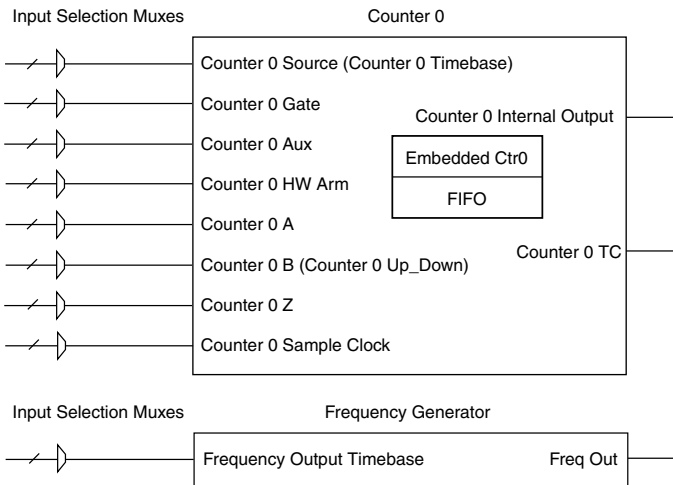 Input Selection Muxes
Counter 0
Counter 0 Source (Counter 0 Timebase)
Counter 0 Gate
Counter 0 Internal Output
Counter 0 Aux
Embedded Ctr0
Counter 0 HW Arm
FIFO
Counter 0 A
Counter 0 B (Counter 0 Up_Down)
Counter 0 TC
Counter 0 Z
Counter 0 Sample Clock
Input Selection Muxes
Frequency Generator
Frequency Output Timebase
Freq Out